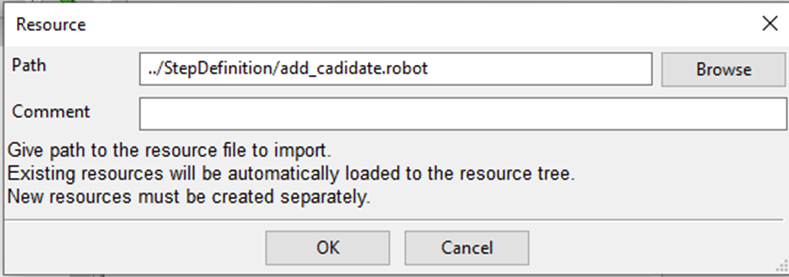 Resource
Path
../StepDefinition/add_cadidate.robot
Browse
Comment
Give path to the resource file to import.
Existing resources will be automatically loaded to the resource tree.
New resources must be created separately.
OK
Cancel